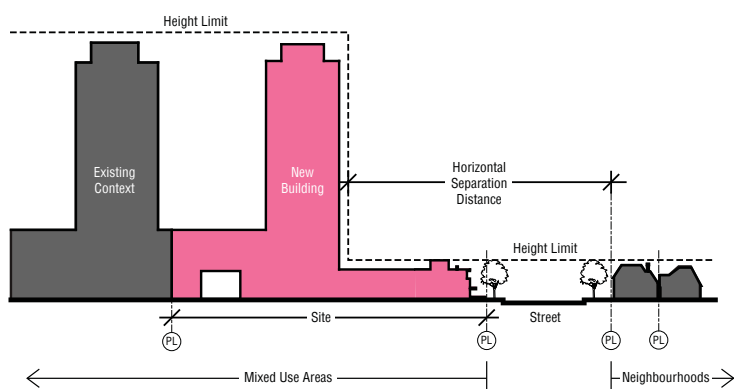 Height Limit
Existing
Context
New
Building
Horizontal
Separation
Distance
Height Limit
Site
Street
PL
PL
PL
PL
Mixed Use Areas
Neighbourhoods